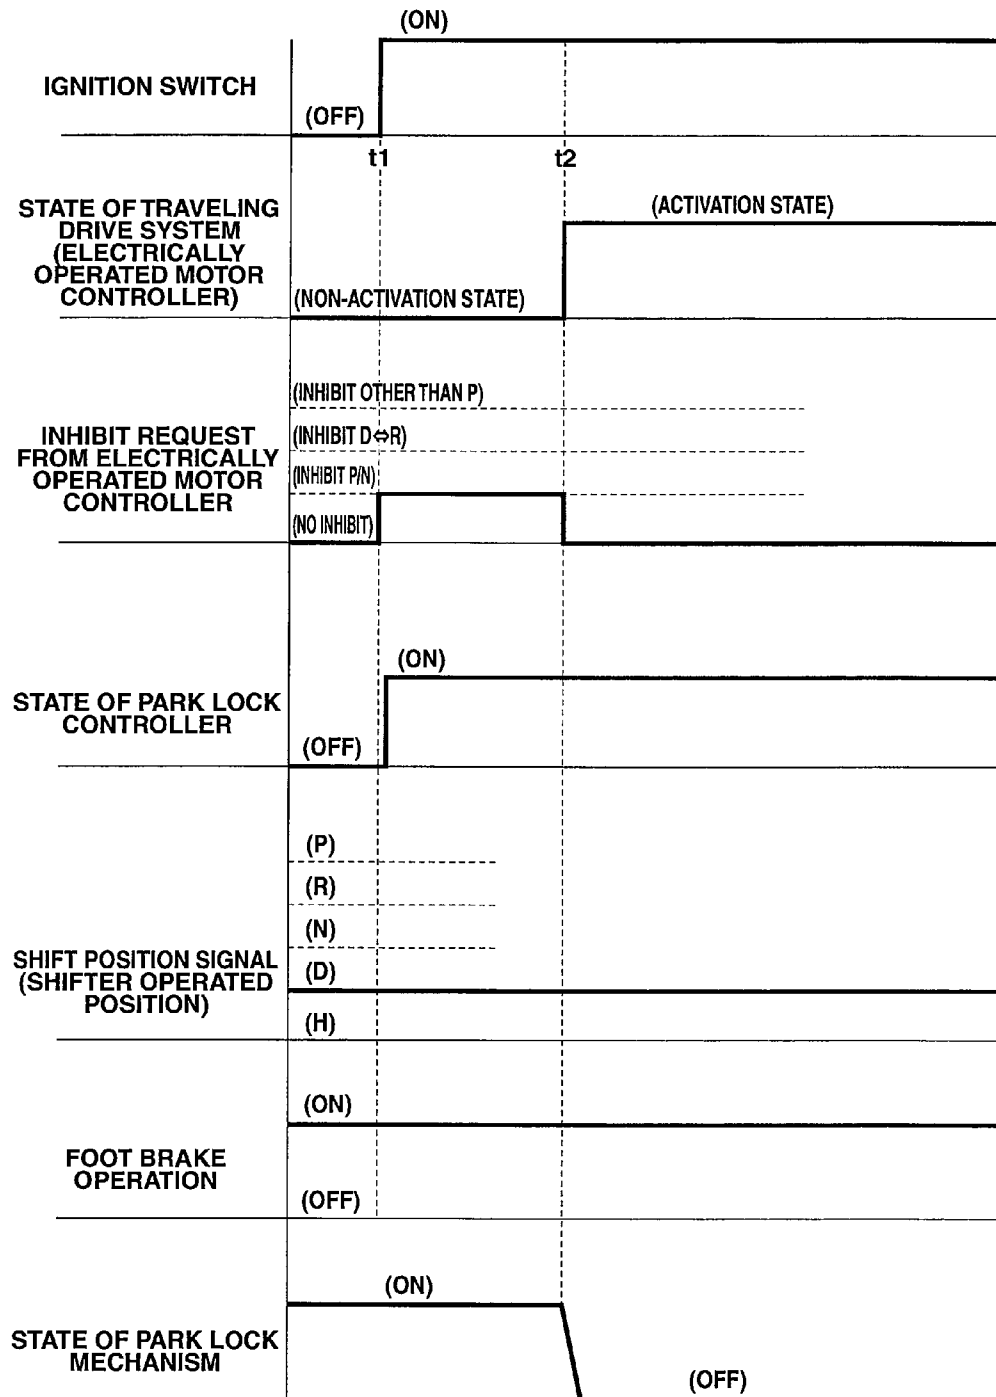 (ON)
IGNITION SWITCH
(OFF)
t1
t2
STATE OF TRAVELING
DRIVE SYSTEM
(ELECTRICALLY
OPERATED MOTOR
CONTROLLER)
(ACTIVATION STATE)
(NON-ACTIVATION STATE)
(INHIBIT OTHER THAN P)
INHIBIT REQUEST
FROM ELECTRICALLY
OPERATED MOTOR
CONTROLLER
(INHIBIT D⇔R)
(INHIBIT P/N)
(NO INHIBIT)
(ON)
STATE OF PARK LOCK
CONTROLLER
(OFF)
(P)
(R)
(N)
SHIFT POSITION SIGNAL
(SHIFTER OPERATED
POSITION)
(D)
(H)
(ON)
FOOT BRAKE
OPERATION
(OFF)
(ON)
STATE OF PARK LOCK
MECHANISM
(OFF)